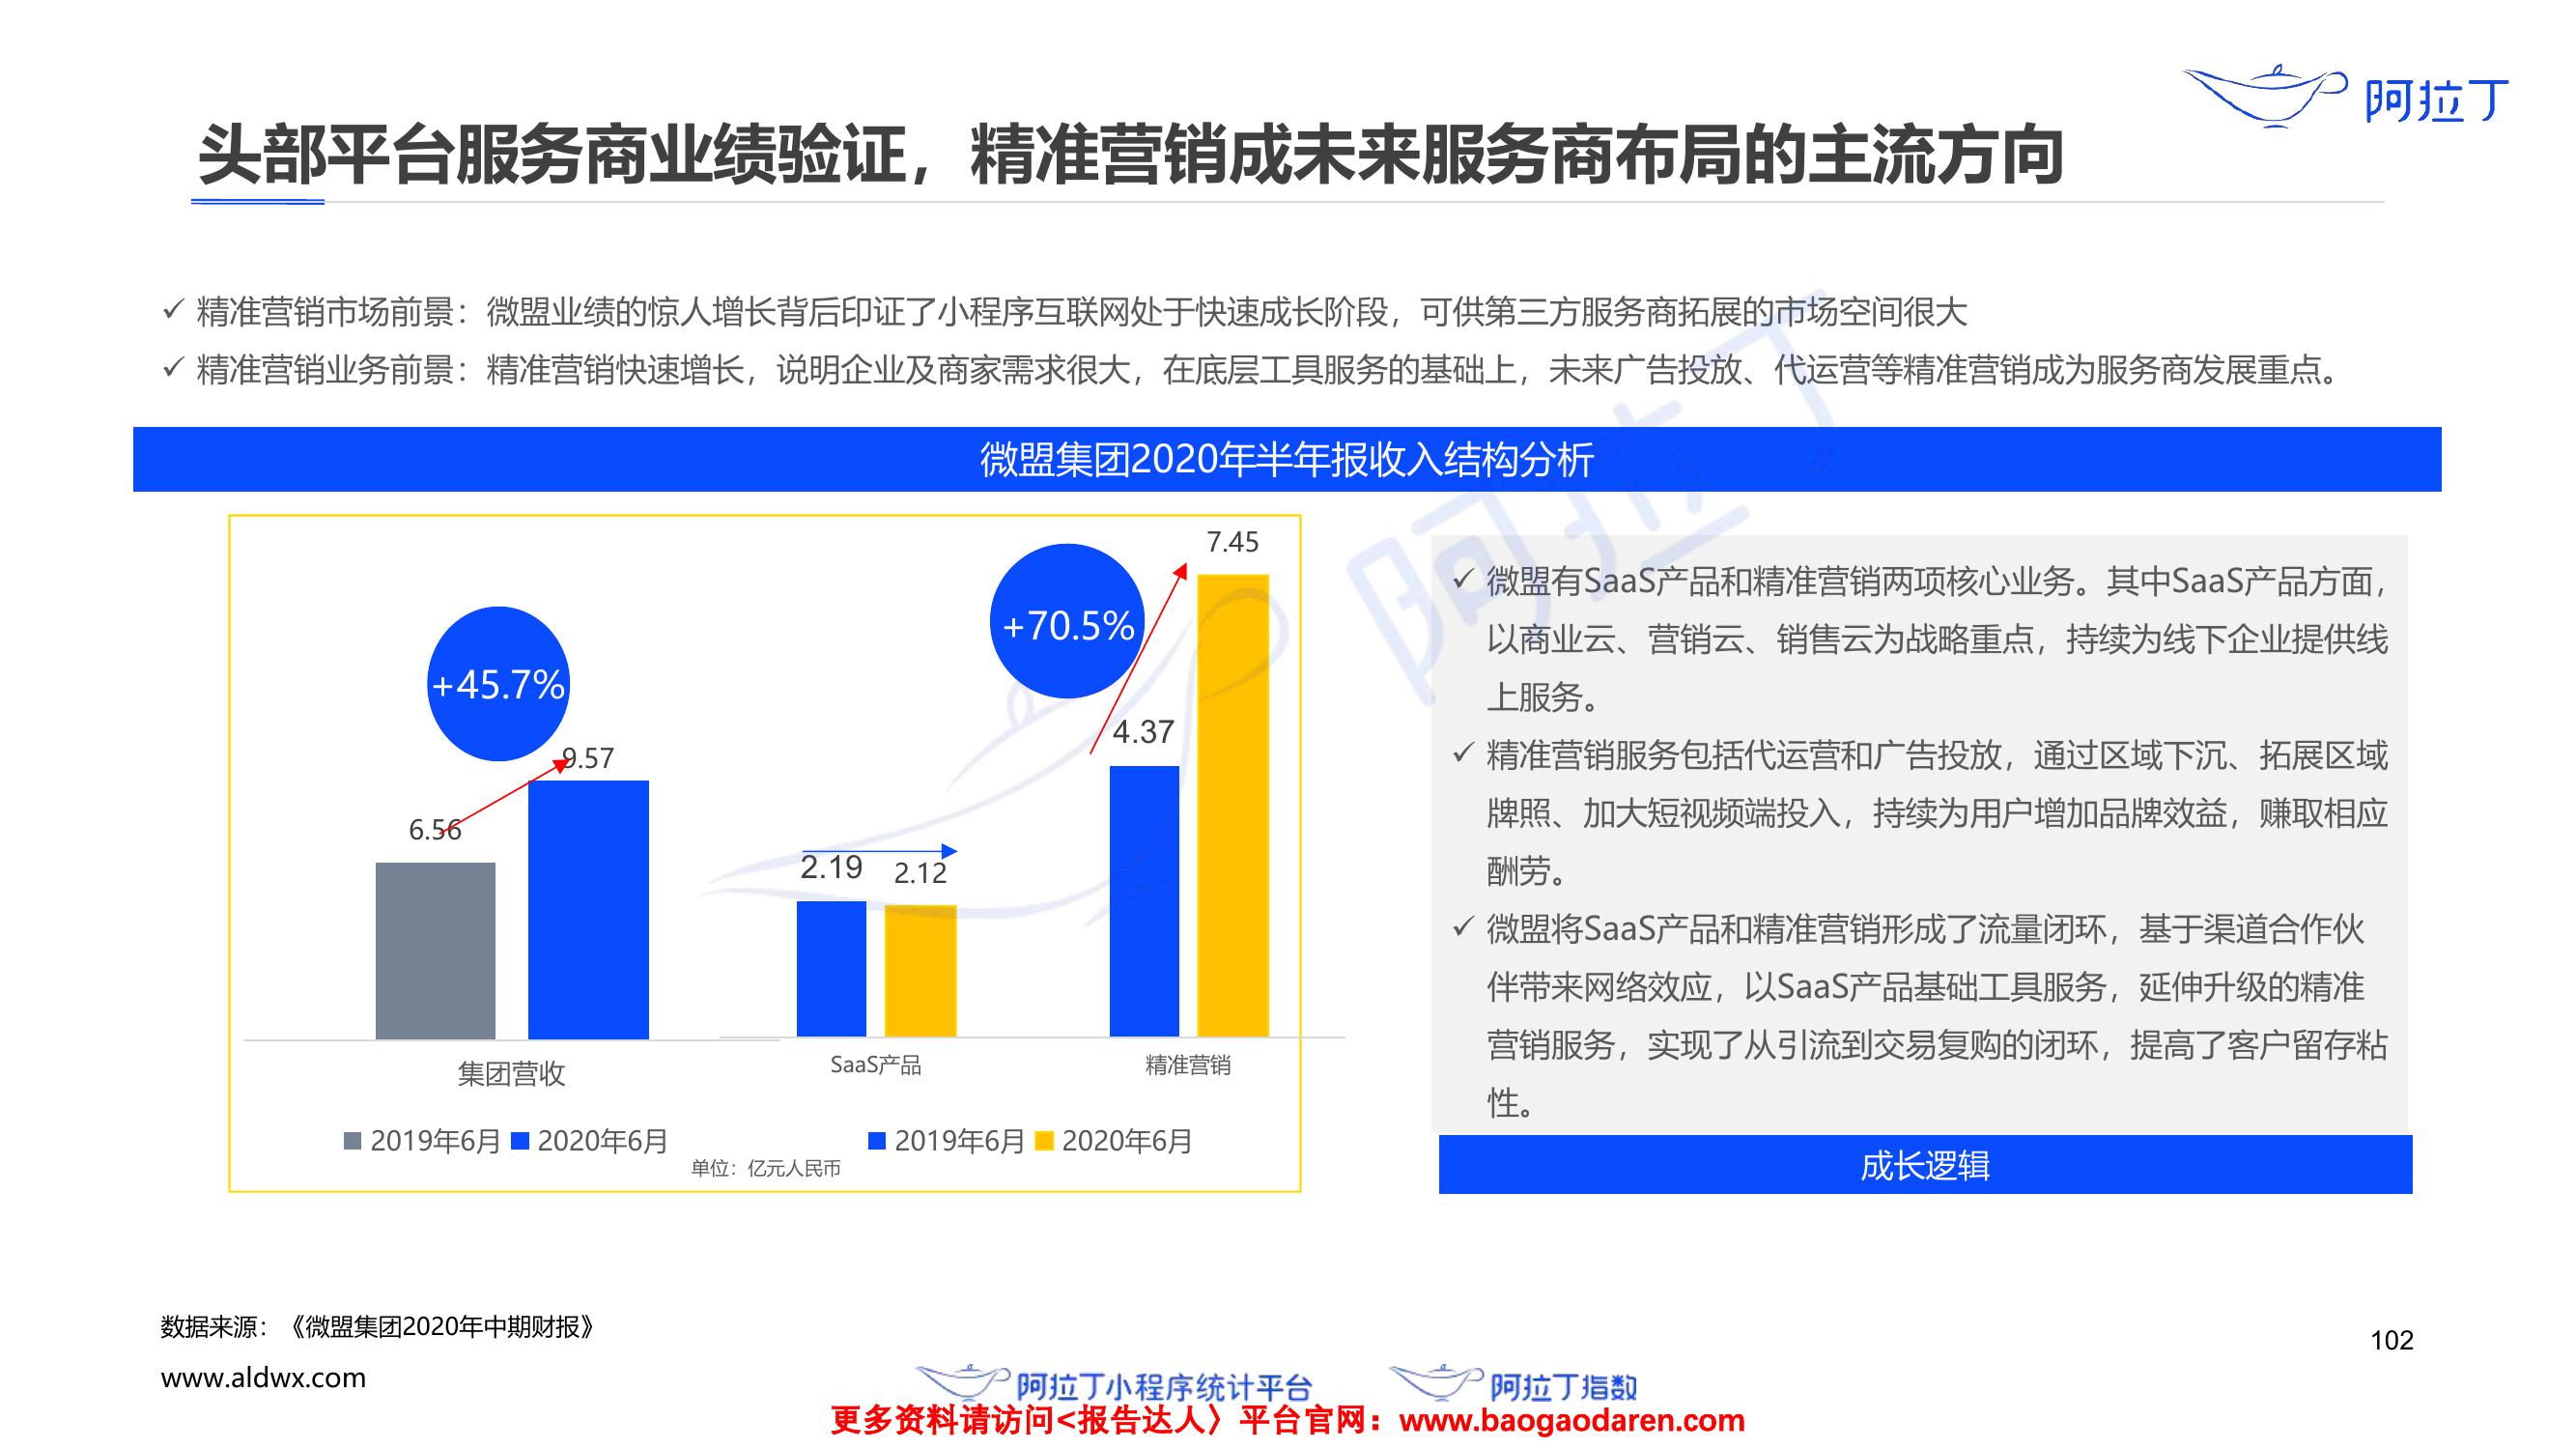 阿拉丁
头部平台服务商业绩验证，精准营销成未来服务商布局的主流方向
✓ 精准营销市场前景：微盟业绩的惊人增长背后印证了小程序互联网处于快速成长阶段，可供第三方服务商拓展的市场空间很大
✓ 精准营销业务前景：精准营销快速增长，说明企业及商家需求很大，在底层工具服务的基础上，未来广告投放、代运营等精准营销成为服务商发展重点。
微盟集团2020年半年报收入结构分析
+45.7%
6.56
9.57
集团营收
2019年6月
2020年6月
+70.5%
2.19
2.12
4.37
7.45
SaaS产品
精准营销
2019年6月
2020年6月
单位：亿元人民币
✓ 微盟有SaaS产品和精准营销两项核心业务。其中SaaS产品方面，
以商业云、营销云、销售云为战略重点，持续为线下企业提供线
上服务。
✓ 精准营销服务包括代运营和广告投放，通过区域下沉、拓展区域
牌照、加大短视频端投入，持续为用户增加品牌效益，赚取相应
酬劳。
✓ 微盟将SaaS产品和精准营销形成了流量闭环，基于渠道合作伙
伴带来网络效应，以SaaS产品基础工具服务，延伸升级的精准
营销服务，实现了从引流到交易复购的闭环，提高了客户留存粘
性。
成长逻辑
阿拉丁
数据来源：《微盟集团2020年中期财报》
102
www.aldwx.com
阿拉丁小程序统计平台
阿拉丁指数
更多资料请访问<报告达人〉平台官网：www.baogaodaren.com